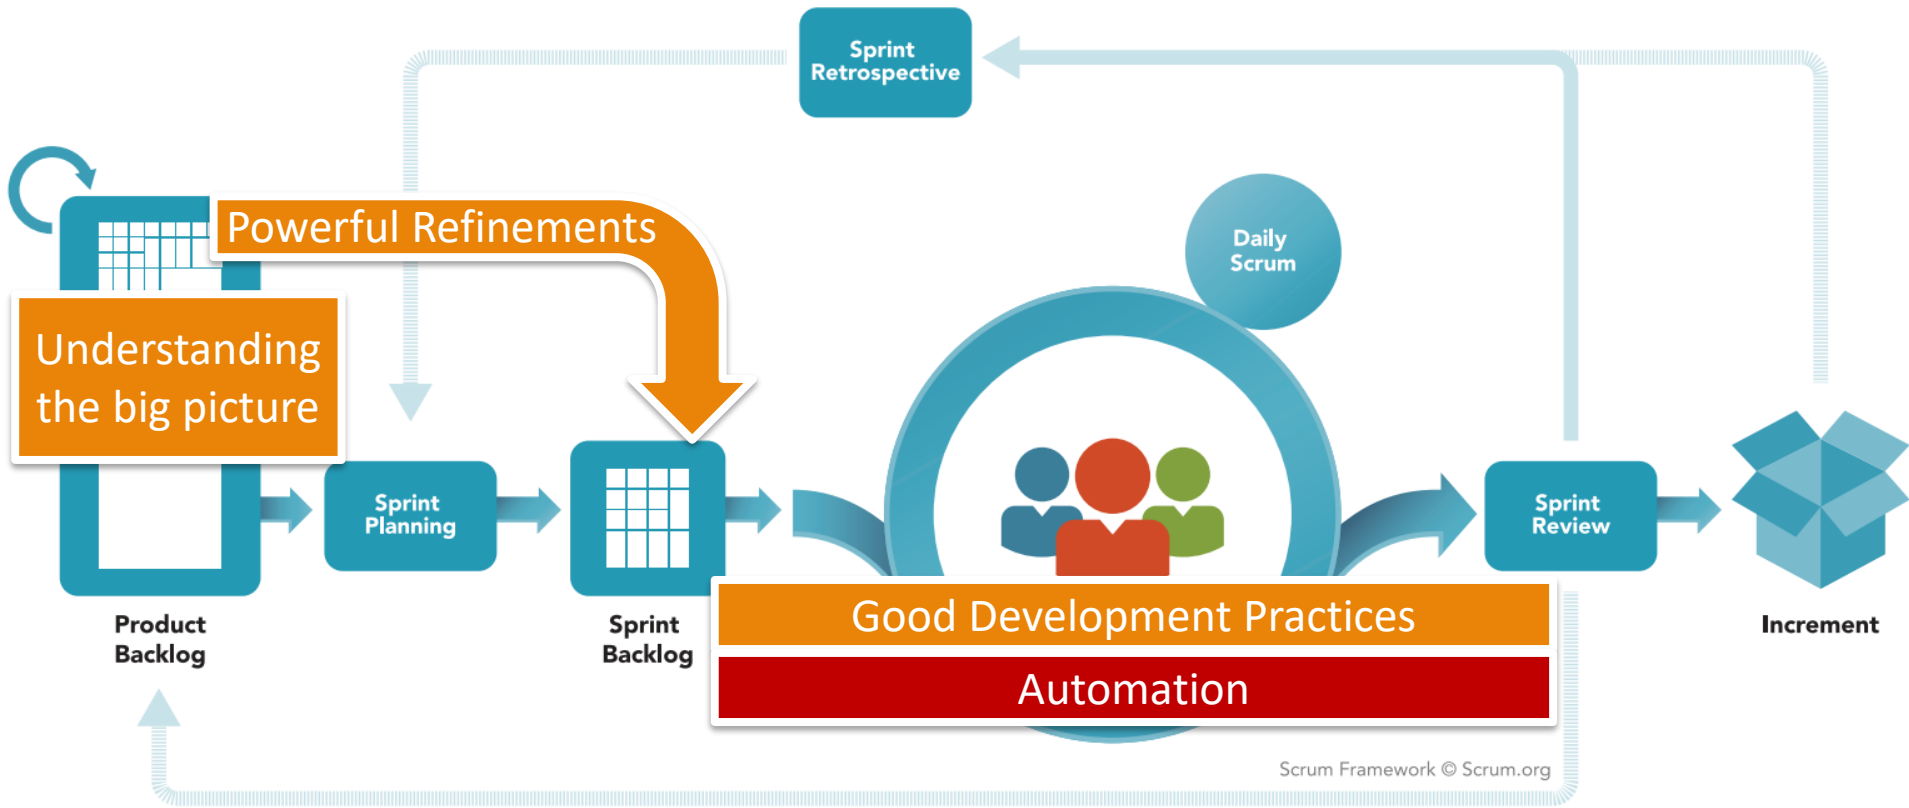 Sprint
Retrospective
Powerful Refinements
Daily
Scrum
Understanding
the big picture
Sprint
Planning
Sprint
Review
Good Development Practices
Product
Backlog
Sprint
Backlog
Increment
Automation
Scrum Framework © Scrum.org